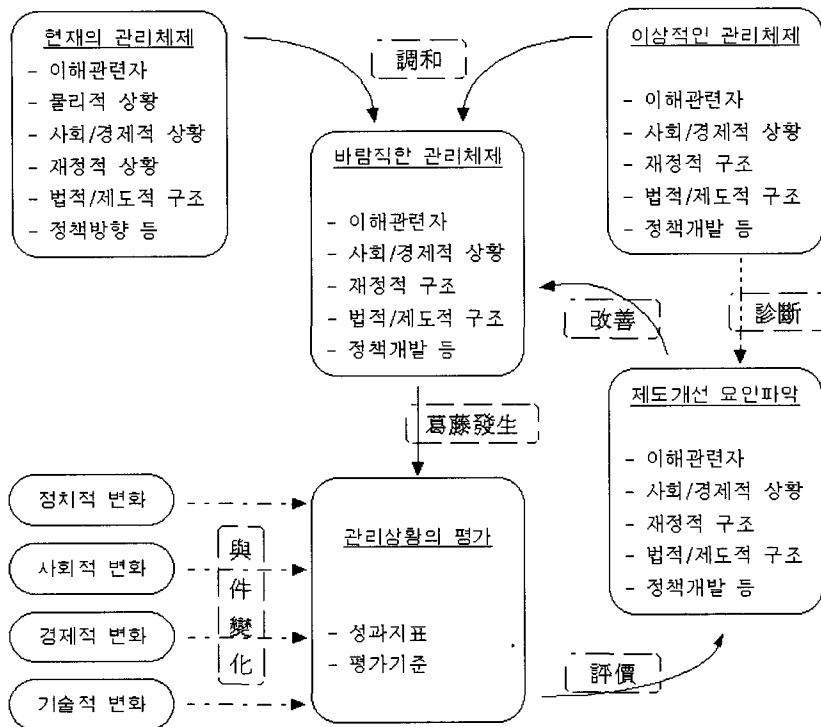 현재의 관리체제
- 이해관련자
- 물리적 상황
- 사회/경제적 상황
- 재정적 상황
- 법적/제도적 구조
- 정책방향 등
調和
이상적인 관리체제
- 이해관련자
- 사회/경제적 상황
- 재정적 구조
- 법적/제도적 구조
- 정책개발 등
바람직한 관리체제
- 이해관련자
- 사회/경제적 상황
- 재정적 구조
- 법적/제도적 구조
- 정책개발 등
改善
診斷
제도개선 요인파악
- 이해관련자
- 사회/경제적 상황
- 재정적 구조
- 법적/제도적 구조
- 정책개발 등
葛藤發生
정치적 변화
사회적 변화
경제적 변화
기술적 변화
與
件
變
化
관리상황의 평가
- 성과지표
- 평가기준
評價